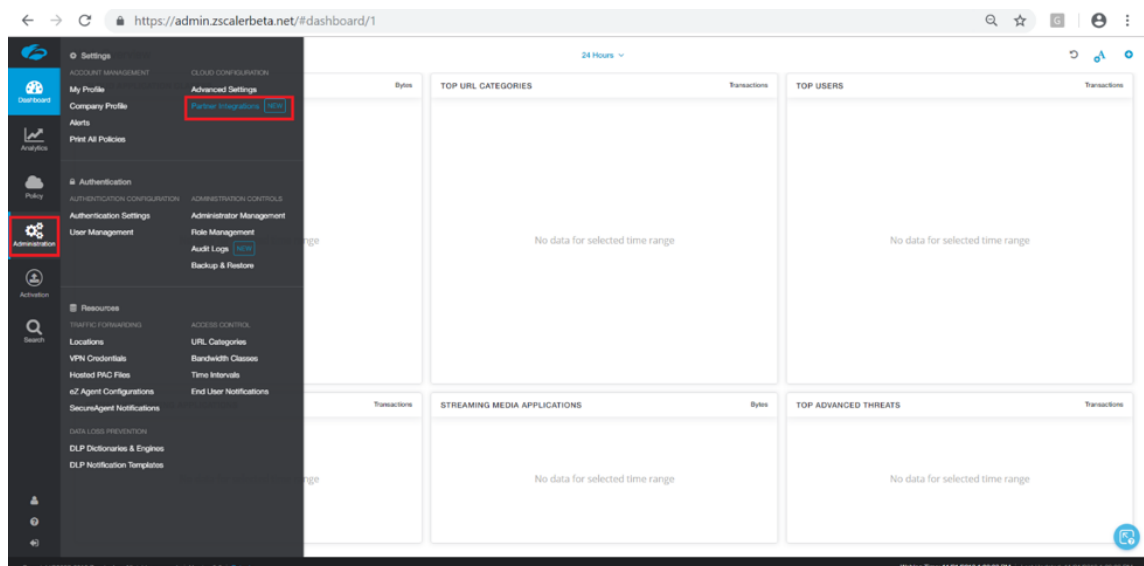 https://admin.zscalerbeta.net/#dashboard/1
G
Dashboard
Analytics
Policy
Administration
Activation
Search
Settings
ACCOUNT MANAGEMENT
My Profile
Company Profile
Alerts
Print All Policies
CLOUD CONFIGURATION
Advanced Settings
Partner Integrations NEW
Authentication
AUTHENTICATION CONFIGURATION
Authentication Settings
User Management
ADMINISTRATION CONTROLS
Administrator Management
Role Management
Audit Logs NEW
Backup & Restore
Resources
TRAFFIC FORWARDING
Locations
VPN Credentials
Hosted PAC Files
eZ Agent Configurations
SecureAgent Notifications
ACCESS CONTROL
URL Categories
Bandwidth Classes
Time Intervals
End User Notifications
DATA LOSS PREVENTION
DLP Dictionaries & Engines
DLP Notification Templates
24 Hours
Bytes
nge
TOP URL CATEGORIES Transactions
No data for selected time range
TOP USERS Transactions
No data for selected time range
Transactions
nge
STREAMING MEDIA APPLICATIONS Bytes
No data for selected time range
TOP ADVANCED THREATS Transactions
No data for selected time range